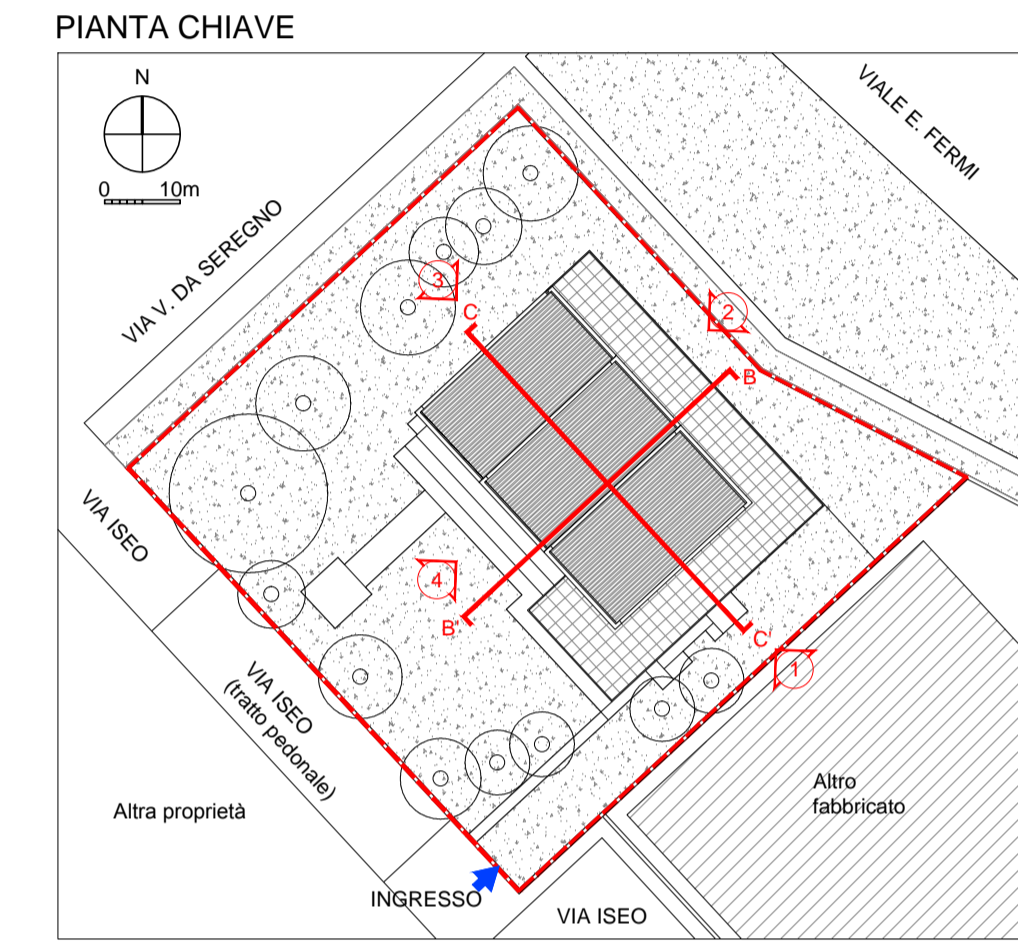 PIANTA CHIAVE
N
0 10m
VIALE E. FERMI
VIA V. DA SEREGNO
3
2
C
B
VIA ISEO
4
B'
C'
1
VIA ISEO
(tratto pedonale)
Altra proprietà
Altro
fabbricato
INGRESSO
VIA ISEO